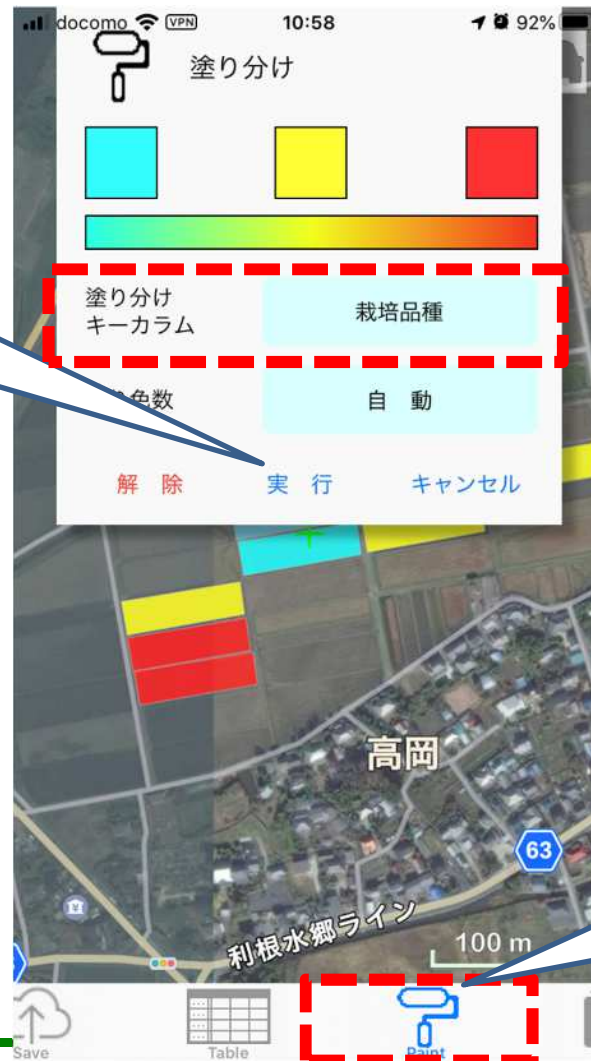 docomo VPN 10:58 92%
塗り分け
塗り分け
キーカラム
栽培品種
色数
自 動
解 除 実 行 キャンセル
高岡
63
利根水郷ライン
100 m
Save Table Paint